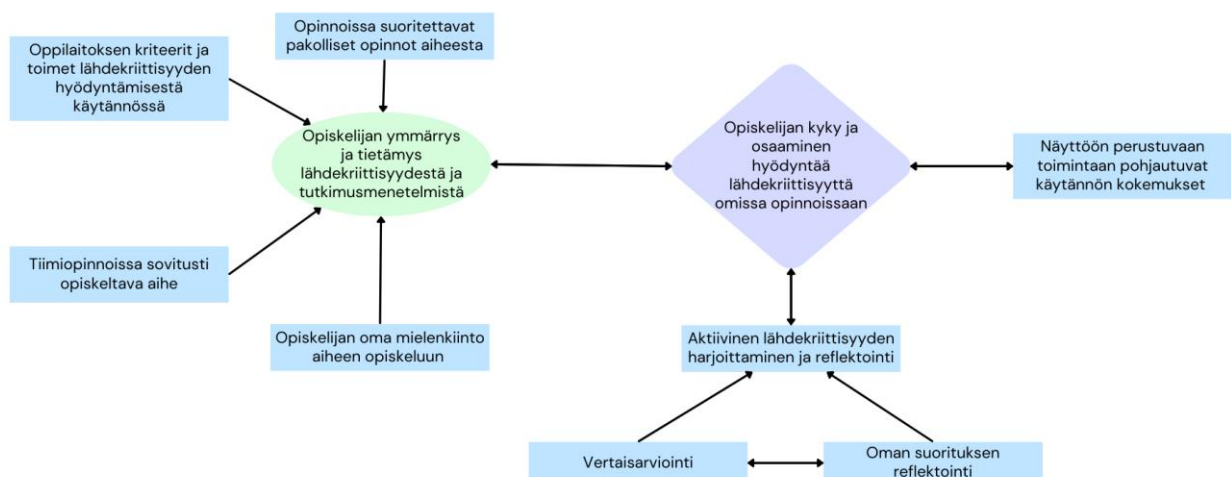 Opinnoissa suoritettavat
pakolliset opinnot aiheesta
Oppilaitoksen kriteerit ja
toimet lähdekriittisyyden
hyödyntämisestä
käytännössä
Opiskelijan ymmärrys
ja tietämys
lähdekriittisyydestä ja
tutkimusmenetelmistä
Opiskelijan kyky ja
osaaminen
hyödyntää
lähdekriittisyyttä
omissa opinnoissaan
Näyttöön perustuvaan
toimintaan pohjautuvat
käytännön kokemukset
Tiimiopinnoissa sovitusti
opiskeltava aihe
Opiskelijan oma mielenkiinto
aiheen opiskeluun
Aktiivinen lähdekriittisyyden
harjoittaminen ja reflektointi
Vertaisarviointi
Oman suorituksen
reflektointi